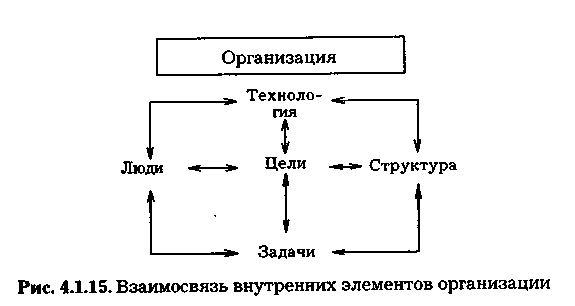 Организация
Техноло-
гия
Люди
Цели
Структура
Задачи
Рис. 4.1.15. Взаимосвязь внутренних элементов организации